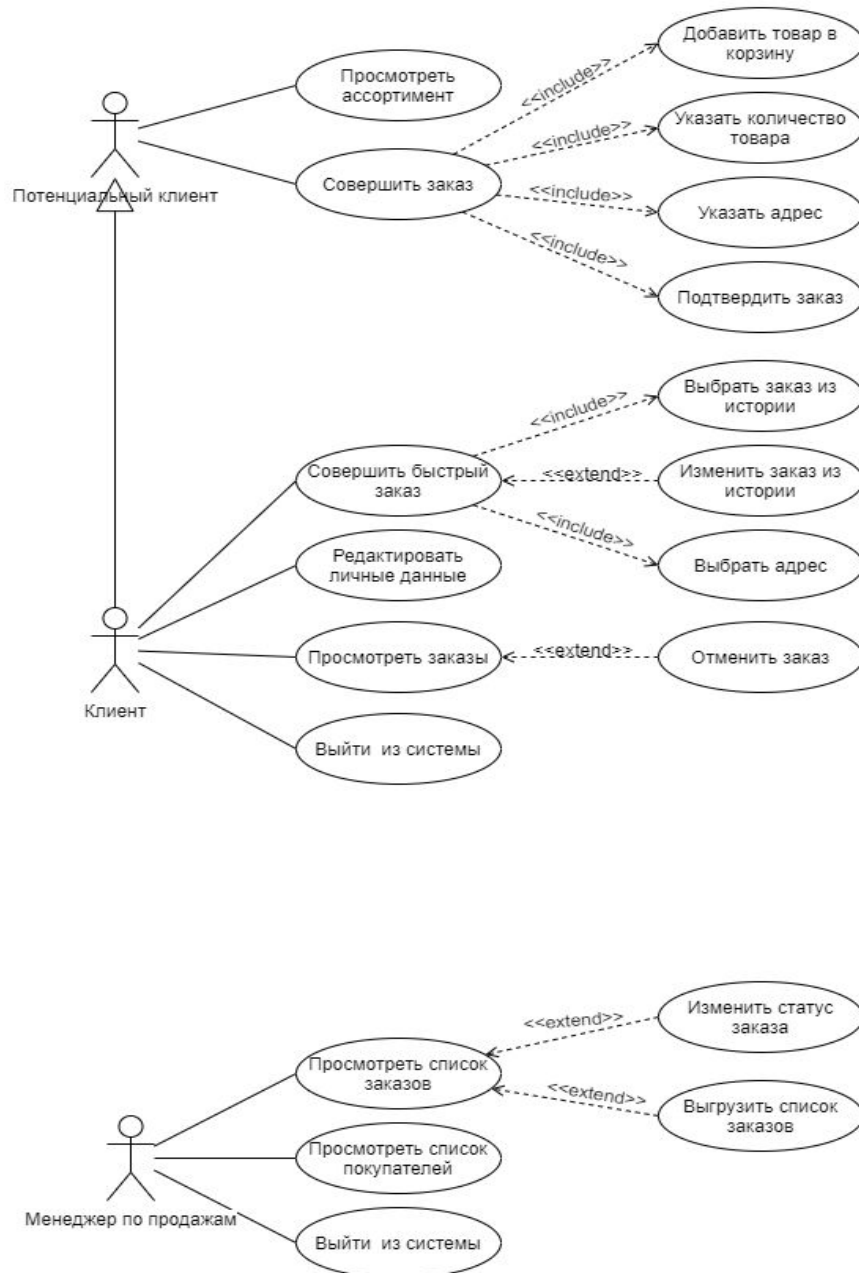 Добавить товар в
корзину
<<include>>
Просмотреть
ассортимент
<<include>>
Указать количество
товара
Потенциальный клиент
Совершить заказ
<<include>>
Указать адрес
<<include>>
Подтвердить заказ
Выбрать заказ из
истории
<<include>>
Совершить быстрый
заказ
<<extend>>
Изменить заказ из
истории
<<include>>
Выбрать адрес
Редактировать
личные данные
Просмотреть заказы
<<extend>>
Отменить заказ
Клиент
Выйти из системы
Изменить статус
заказа
<<extend>>
Просмотреть список
заказов
<<extend>>
Выгрузить список
заказов
Просмотреть список
покупателей
Менеджер по продажам
Выйти из системы